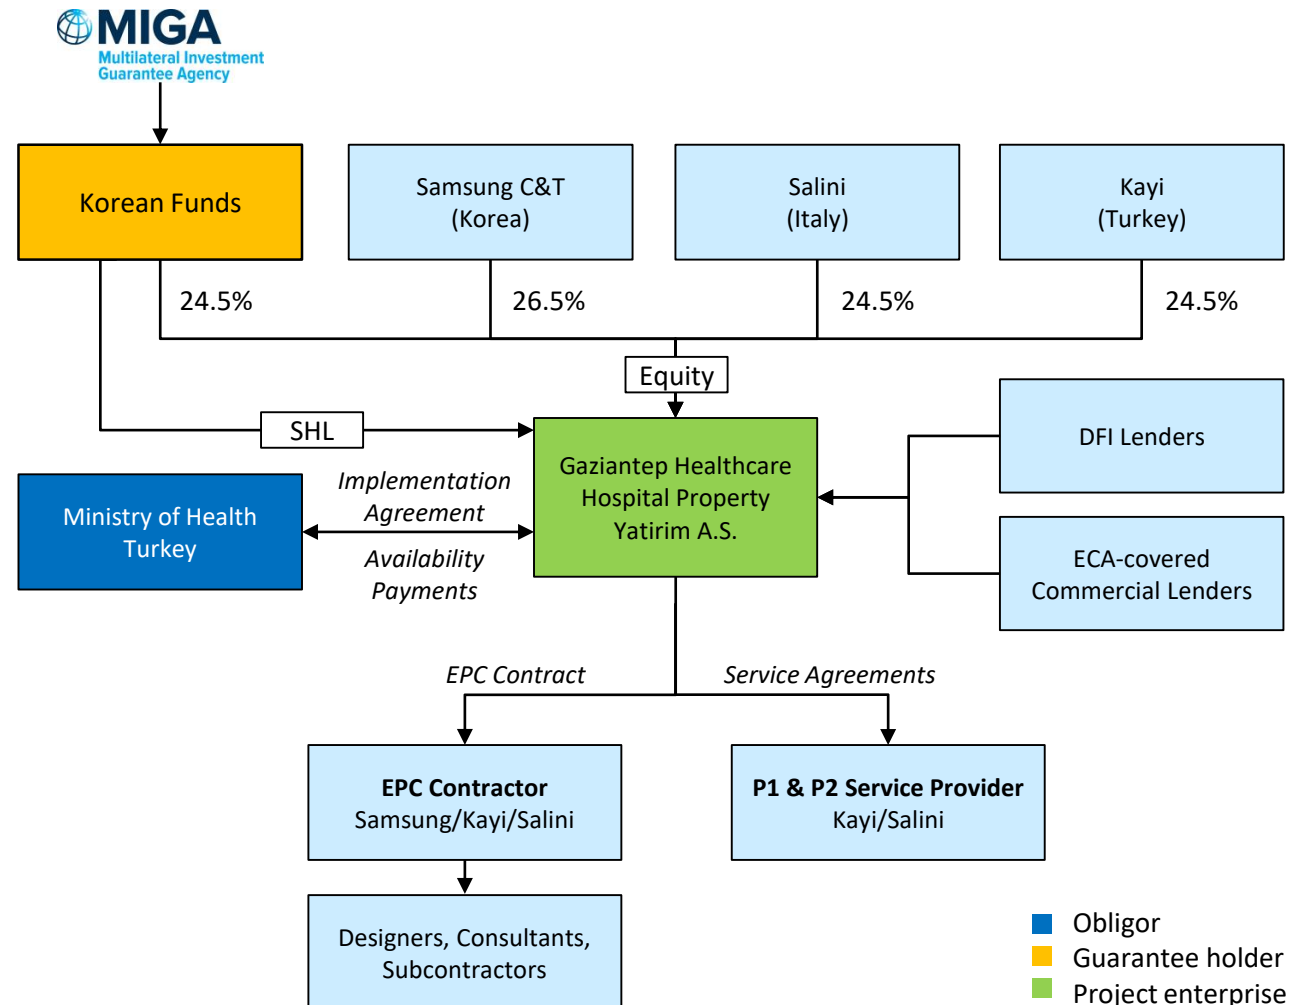 MIGA
Multilateral Investment
Guarantee Agency
Korean Funds
Samsung C&T
(Korea)
Salini
(Italy)
Kayi
(Turkey)
24.5%
26.5%
24.5%
24.5%
Equity
SHL
Gaziantep Healthcare
Hospital Property
Yatirim A.S.
DFI Lenders
Ministry of Health
Turkey
Implementation
Agreement
Availability
Payments
ECA-covered
Commercial Lenders
EPC Contract
Service Agreements
EPC Contractor
Samsung/Kayi/Salini
P1 & P2 Service Provider
Kayi/Salini
Designers, Consultants,
Subcontractors
Obligor
Guarantee holder
Project enterprise